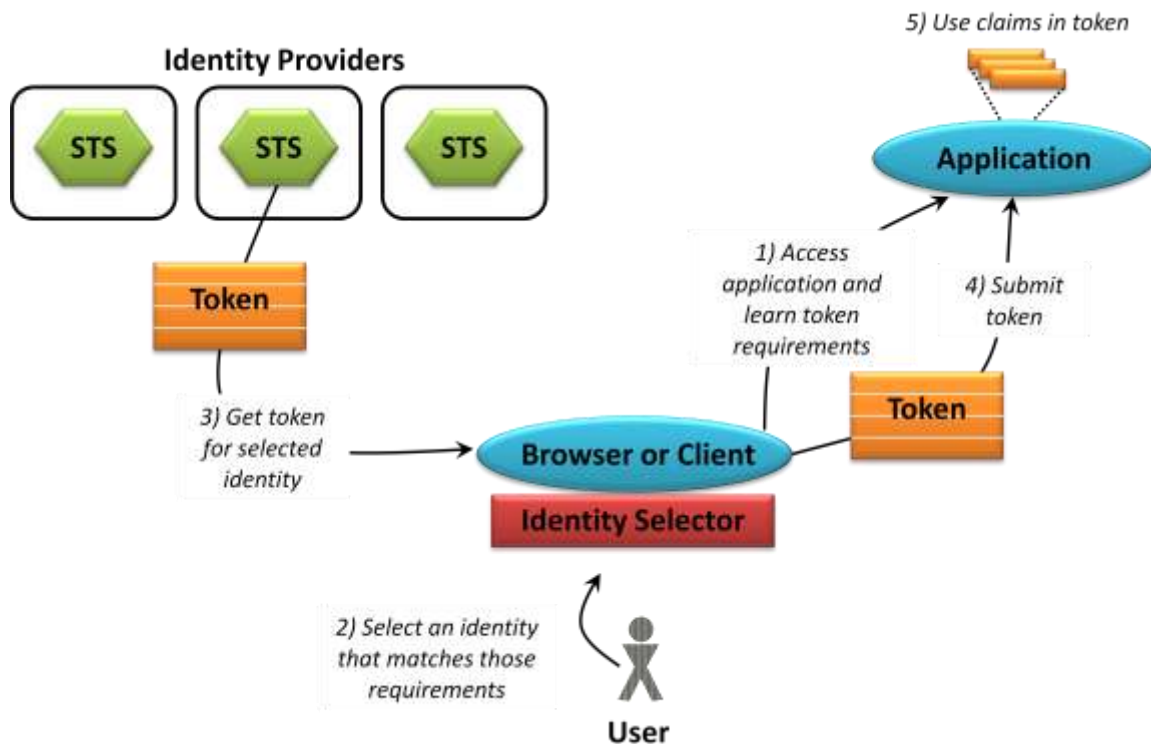 5) Use claims in token
Identity Providers
STS
STS
STS
Application
1) Access
application and
learn token
requirements
4) Submit
token
Token
Token
3) Get token
for selected
identity
Browser or Client
Identity Selector
2) Select an identity
that matches those
requirements
User